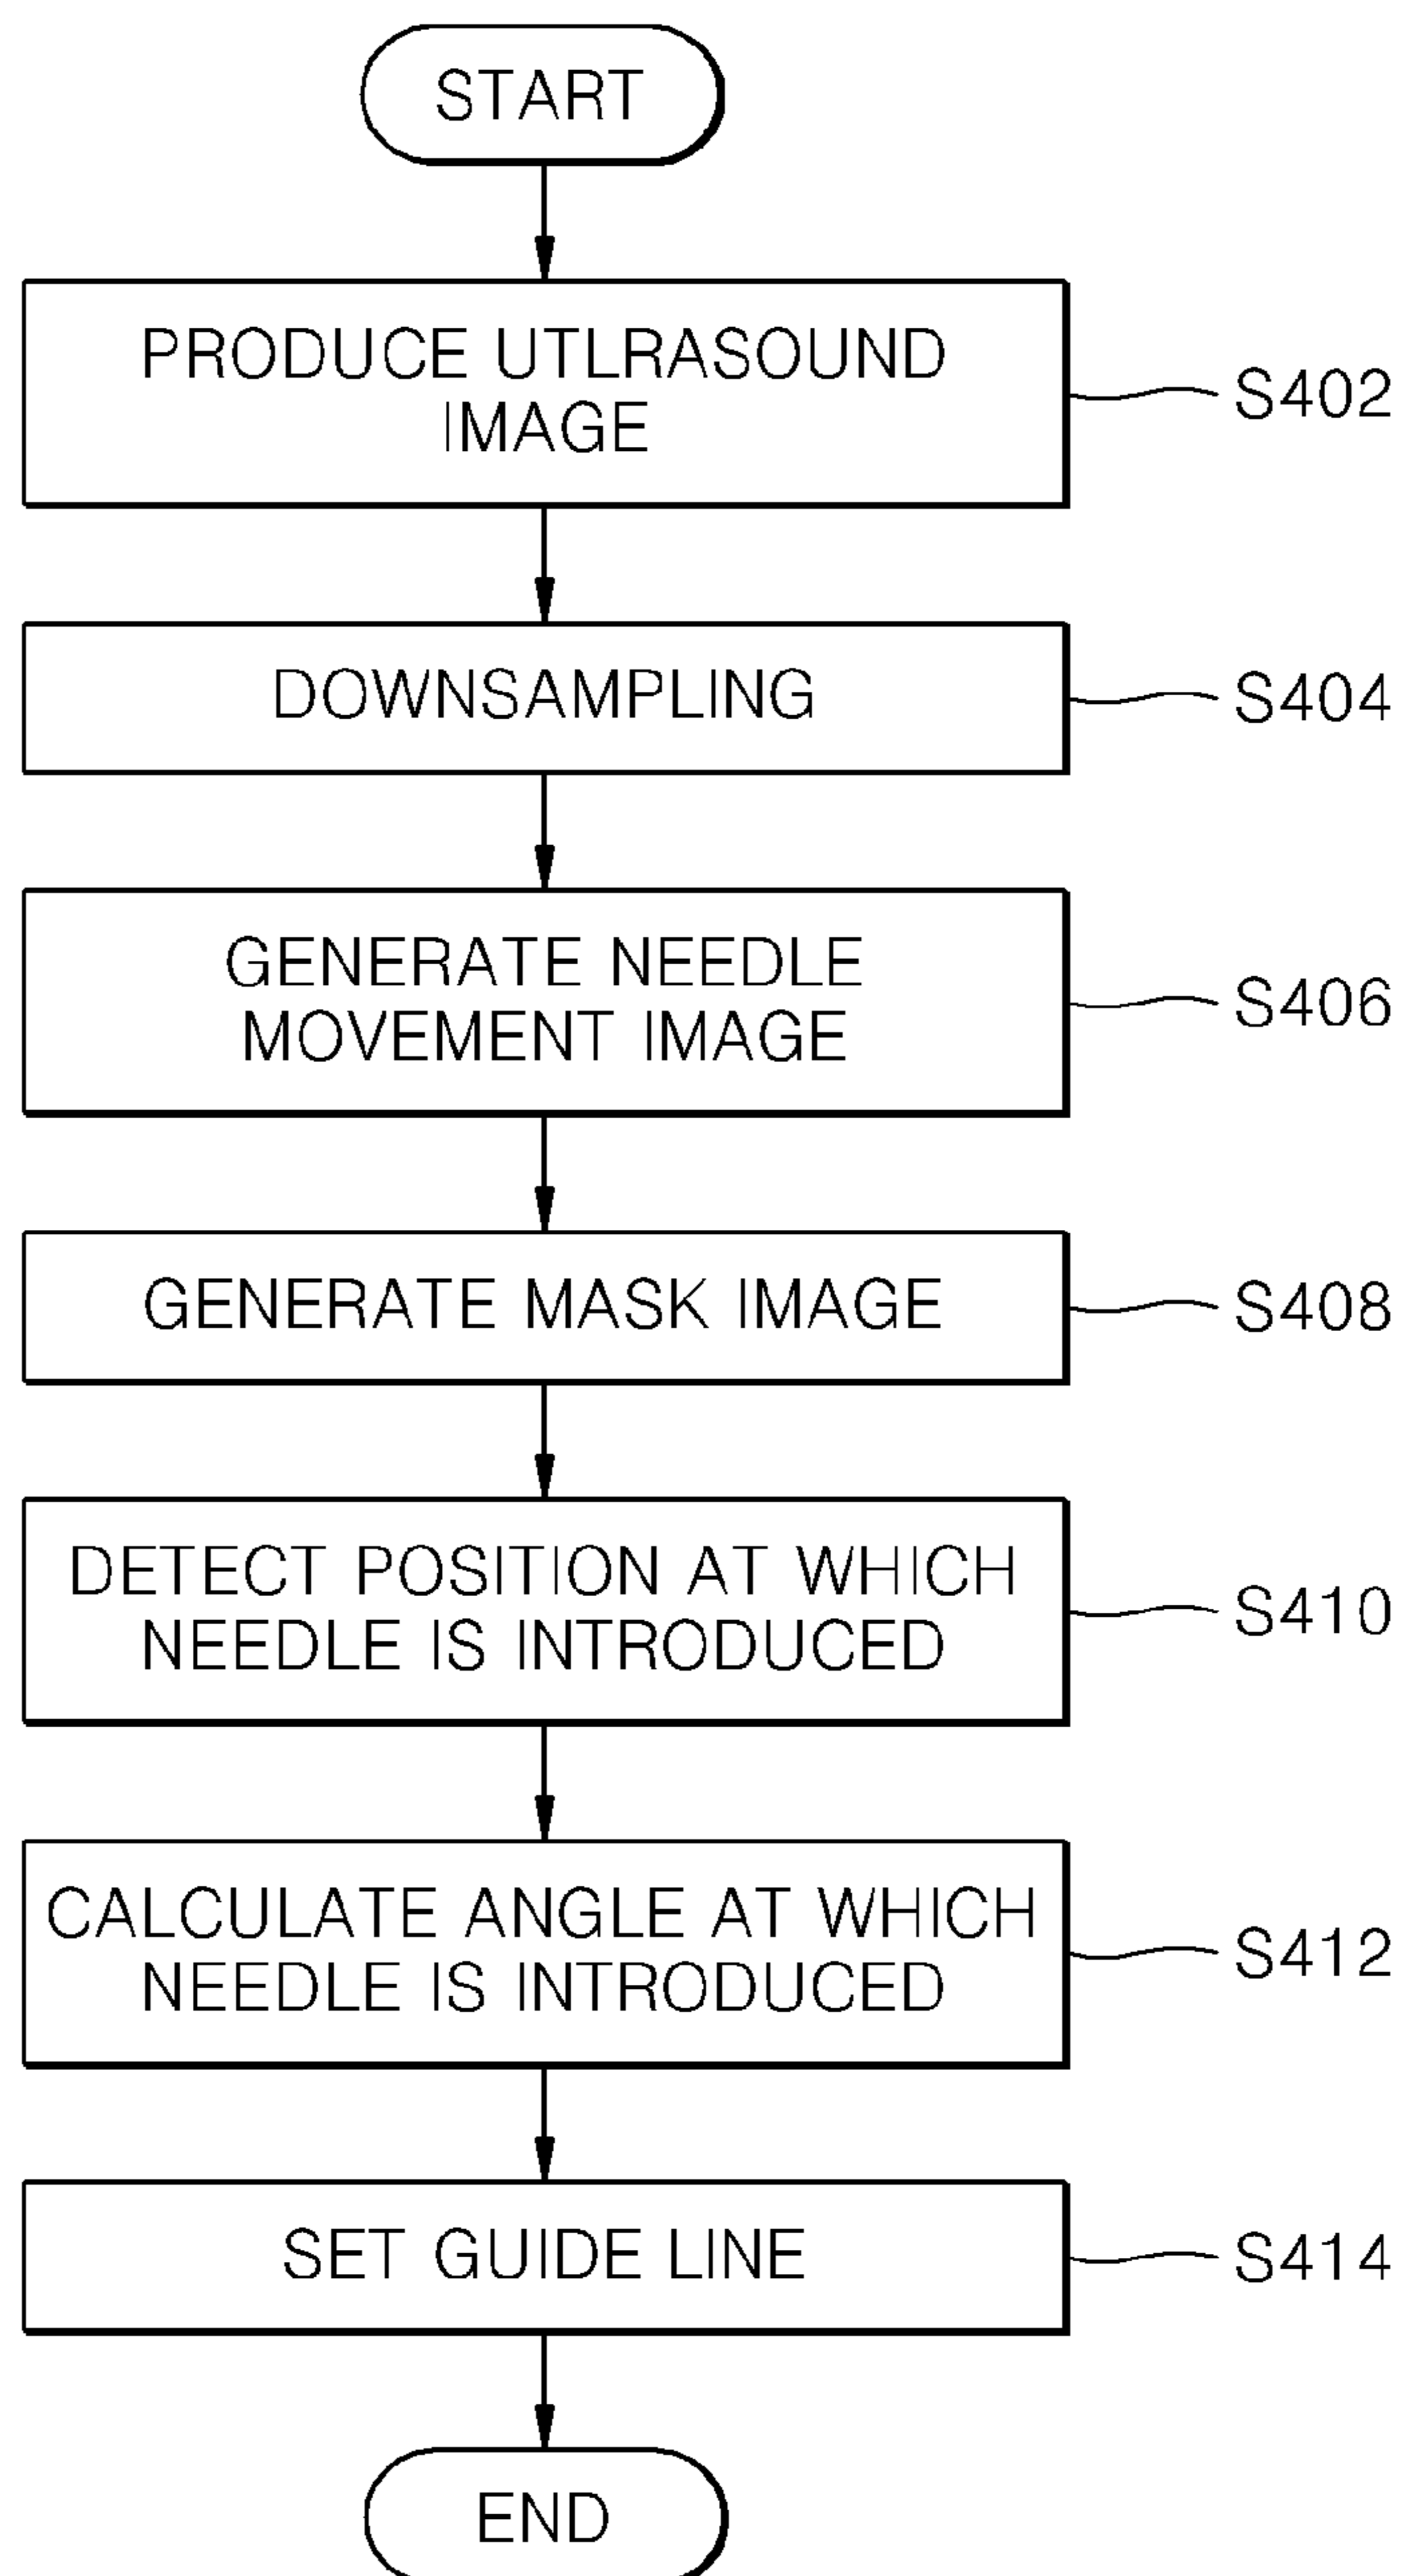 START
PRODUCE UTLRASOUND
IMAGE
S402
DOWNSAMPLING
S404
GENERATE NEEDLE
MOVEMENT IMAGE
S406
GENERATE MASK IMAGE
S408
DETECT POSITION AT WHICH
NEEDLE IS INTRODUCED
S410
CALCULATE ANGLE AT WHICH
NEEDLE IS INTRODUCED
S412
SET GUIDE LINE
S414
END